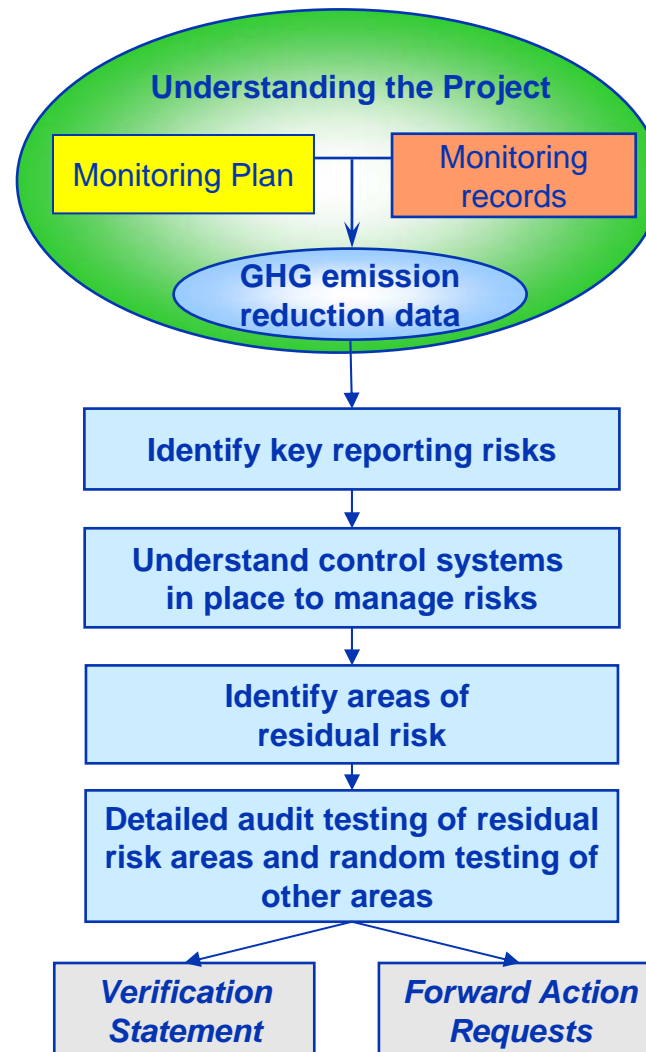 Understanding the Project
Monitoring Plan
Monitoring
records
GHG emission
reduction data
Identify key reporting risks
Understand control systems
in place to manage risks
Identify areas of
residual risk
Detailed audit testing of residual
risk areas and random testing of
other areas
Verification
Statement
Forward Action
Requests